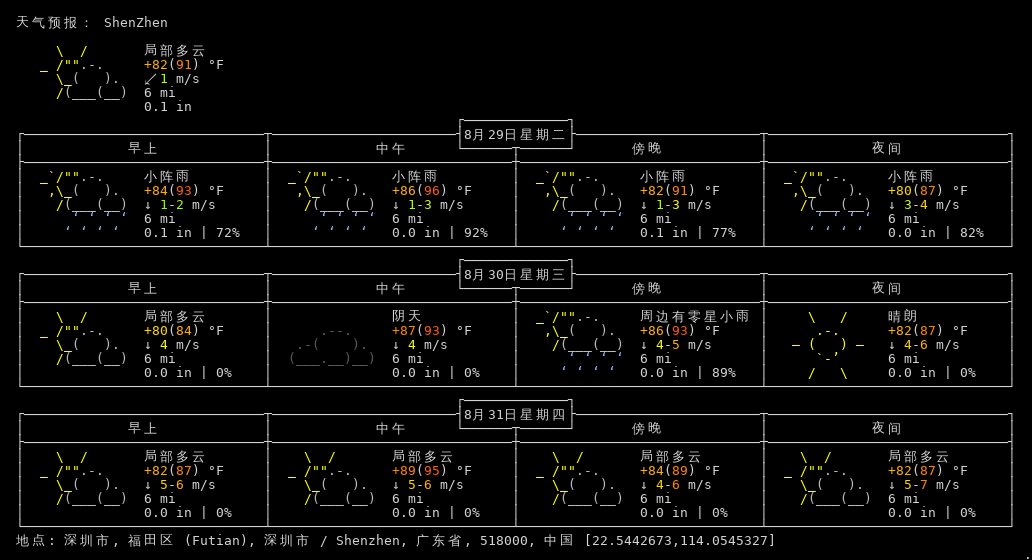 天气预报： ShenZhen
局部多云
+82(91) °F
↙ 1 m/s
6 mi
0.1 in
8月29日星期二
早上 中午 傍晚 夜间
小阵雨 小阵雨 小阵雨 小阵雨
+84(93) °F +86(96) °F +82(91) °F +80(87) °F
↓ 1-2 m/s ↓ 1-3 m/s ↓ 1-3 m/s ↓ 3-4 m/s
6 mi 6 mi 6 mi 6 mi
0.1 in | 72% 0.0 in | 92% 0.1 in | 77% 0.0 in | 82%
8月30日星期三
早上 中午 傍晚 夜间
局部多云 阴天 周边有零星小雨 晴朗
+80(84) °F +87(93) °F +86(93) °F +82(87) °F
↓ 4 m/s ↓ 4 m/s ↓ 4-5 m/s ↓ 4-6 m/s
6 mi 6 mi 6 mi 6 mi
0.0 in | 0% 0.0 in | 0% 0.0 in | 89% 0.0 in | 0%
8月31日星期四
早上 中午 傍晚 夜间
局部多云 局部多云 局部多云 局部多云
+82(87) °F +89(95) °F +84(89) °F +82(87) °F
↓ 5-6 m/s ↓ 5-6 m/s ↓ 4-6 m/s ↓ 5-7 m/s
6 mi 6 mi 6 mi 6 mi
0.0 in | 0% 0.0 in | 0% 0.0 in | 0% 0.0 in | 0%
地点: 深圳市, 福田区 (Futian), 深圳市 / Shenzhen, 广东省, 518000, 中国 [22.5442673,114.0545327]